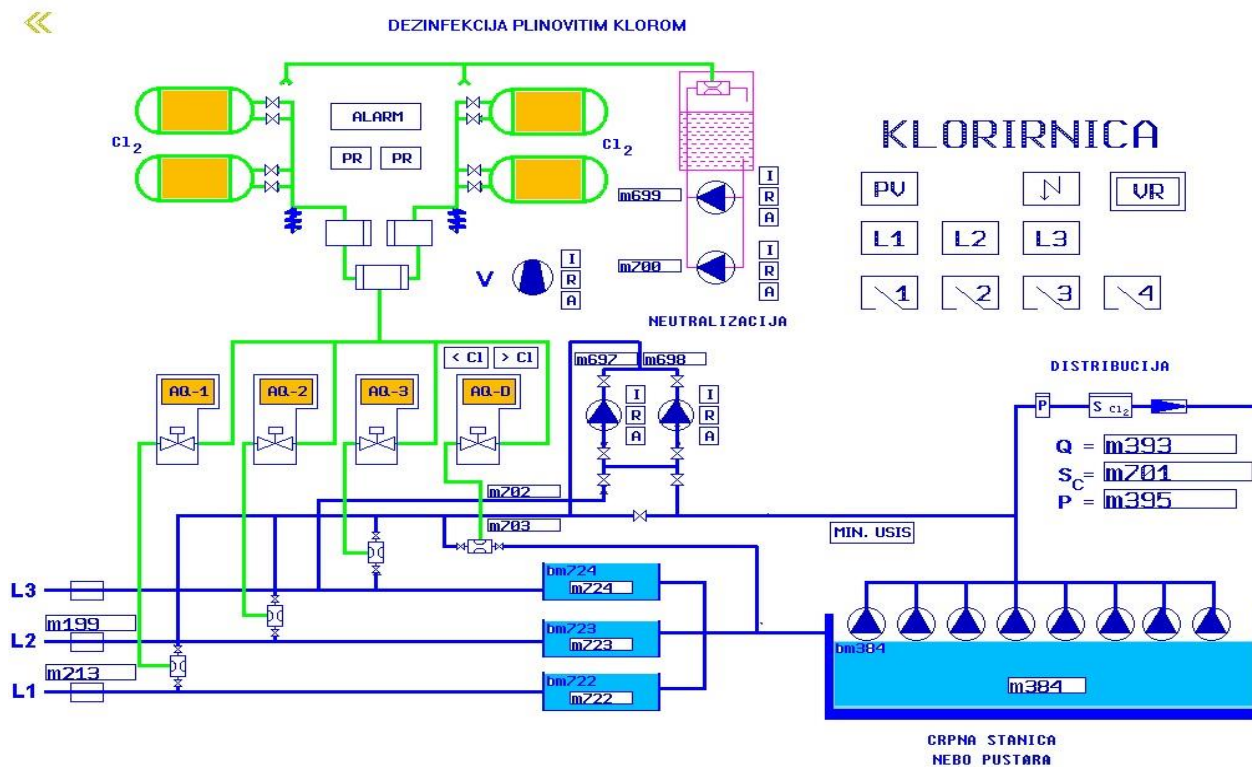 DEZINFEKCIJA PLINOVITIM KLOROM
Cl2
Cl2
ALARM
PR PR
m699
I
R
A
m700
I
R
A
V
I
R
A
NEUTRALIZACIJA
KLORIRNICA
PV
VR
L1 L2 L3
1 2 3 4
< Cl > Cl
m697 m698
AQ-1 AQ-2 AQ-3 AQ-D
I
R
A
I
R
A
m702
m703
MIN. USIS
DISTRIBUCIJA
P
S Cl2
Q = m393
SC= m701
P = m395
L3
m199
L2
m213
L1
bm724
m724
bm723
m723
bm722
m722
bm384
m384
CRPNA STANICA
NEBO PUSTARA